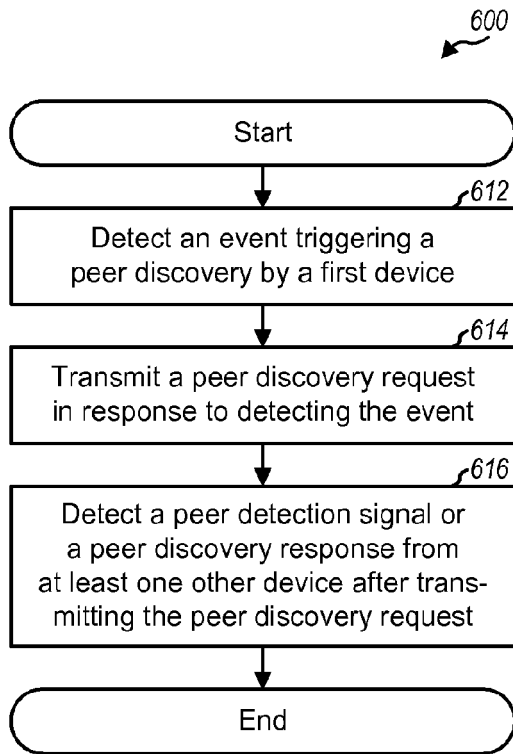 600
Start
612
Detect an event triggering a
peer discovery by a first device
614
Transmit a peer discovery request
in response to detecting the event
616
Detect a peer detection signal or
a peer discovery response from
at least one other device after trans-
mitting the peer discovery request
End